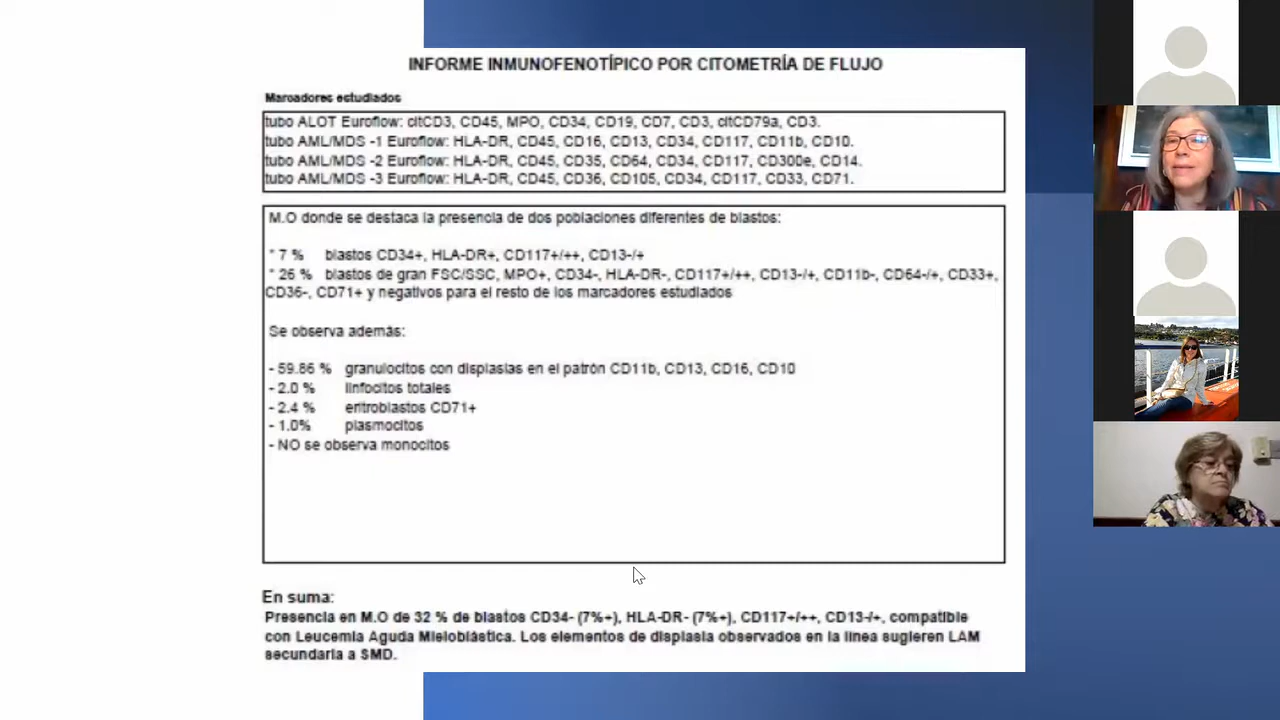 INFORME INMUNOFENOTÍPICO POR CITOMETRÍA DE FLUJO
Marcadores estudiados
tubo ALOT Euroflow: citCD3, CD45, MPO, CD34, CD19, CD7, CD3, citCD79a, CD3.
tubo AML/MDS -1 Euroflow: HLA-DR, CD45, CD16, CD13, CD34, CD117, CD11b, CD10.
tubo AML/MDS -2 Euroflow: HLA-DR, CD45, CD35, CD64, CD34, CD117, CD300e, CD14.
tubo AML/MDS -3 Euroflow: HLA-DR, CD45, CD36, CD105, CD34, CD117, CD33, CD71.
M.O donde se destaca la presencia de dos poblaciones diferentes de blastos:
* 7 % blastos CD34+, HLA-DR+, CD117+/++, CD13-/+
* 26 % blastos de gran FSC/SSC, MPO+, CD34-, HLA-DR-, CD117+/++, CD13-/+, CD11b-, CD64-/+, CD33+,
CD36-, CD71+ y negativos para el resto de los marcadores estudiados
Se observa además:
- 59.86 % granulocitos con displasias en el patrón CD11b, CD13, CD16, CD10
- 2.0 % linfocitos totales
- 2.4 % eritroblastos CD71+
- 1.0% plasmocitos
- NO se observa monocitos
En suma:
Presencia en M.O de 32 % de blastos CD34- (7%+), HLA-DR- (7%+), CD117+/++, CD13-/+, compatible
con Leucemia Aguda Mieloblástica. Los elementos de displasia observados en la linea sugieren LAM
secundaria a SMD.